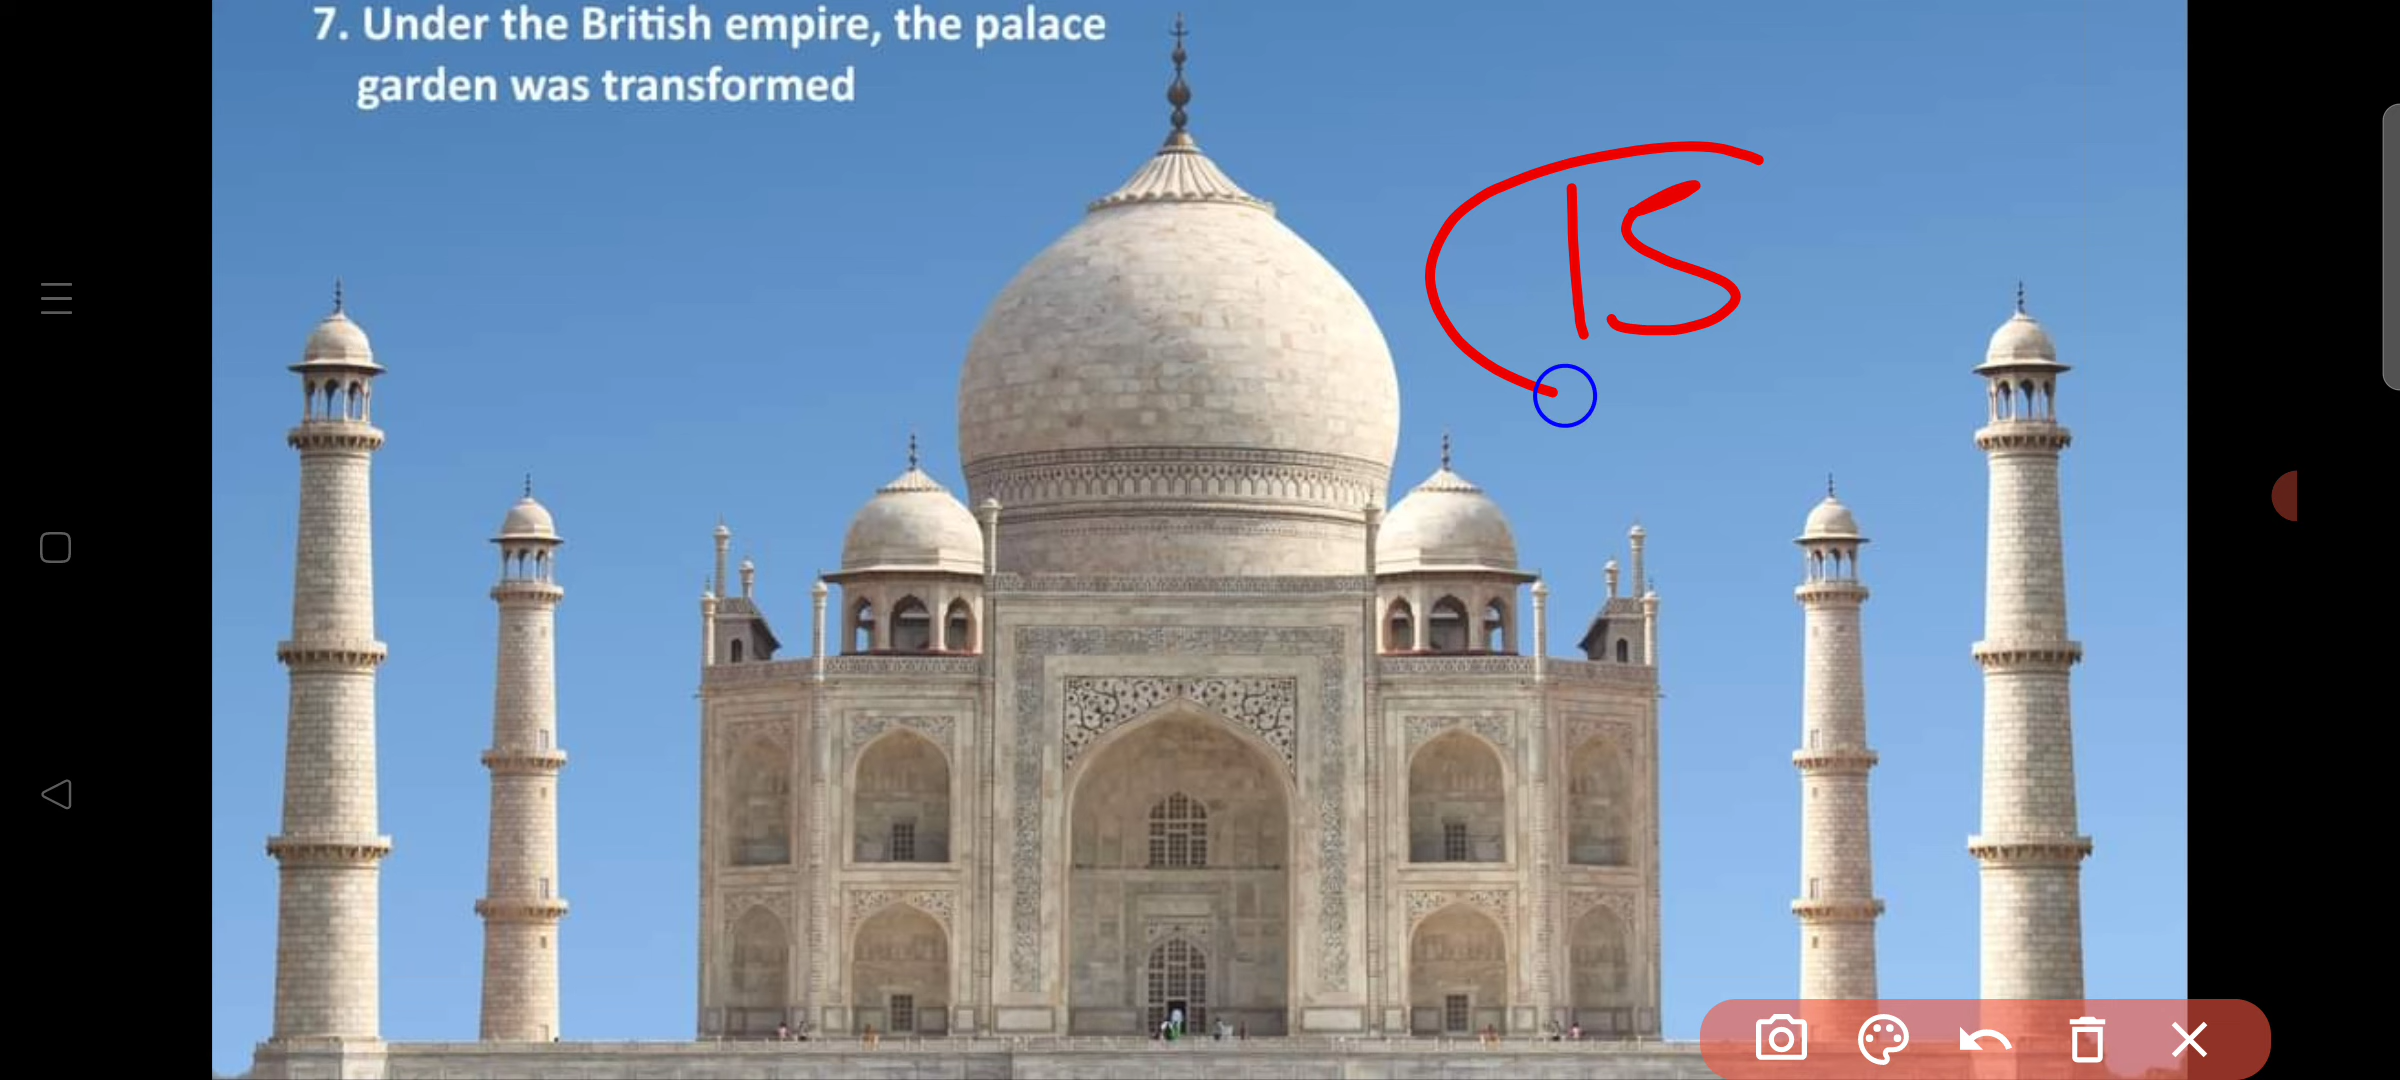 7. Under the British empire, the palace
garden was transformed
15